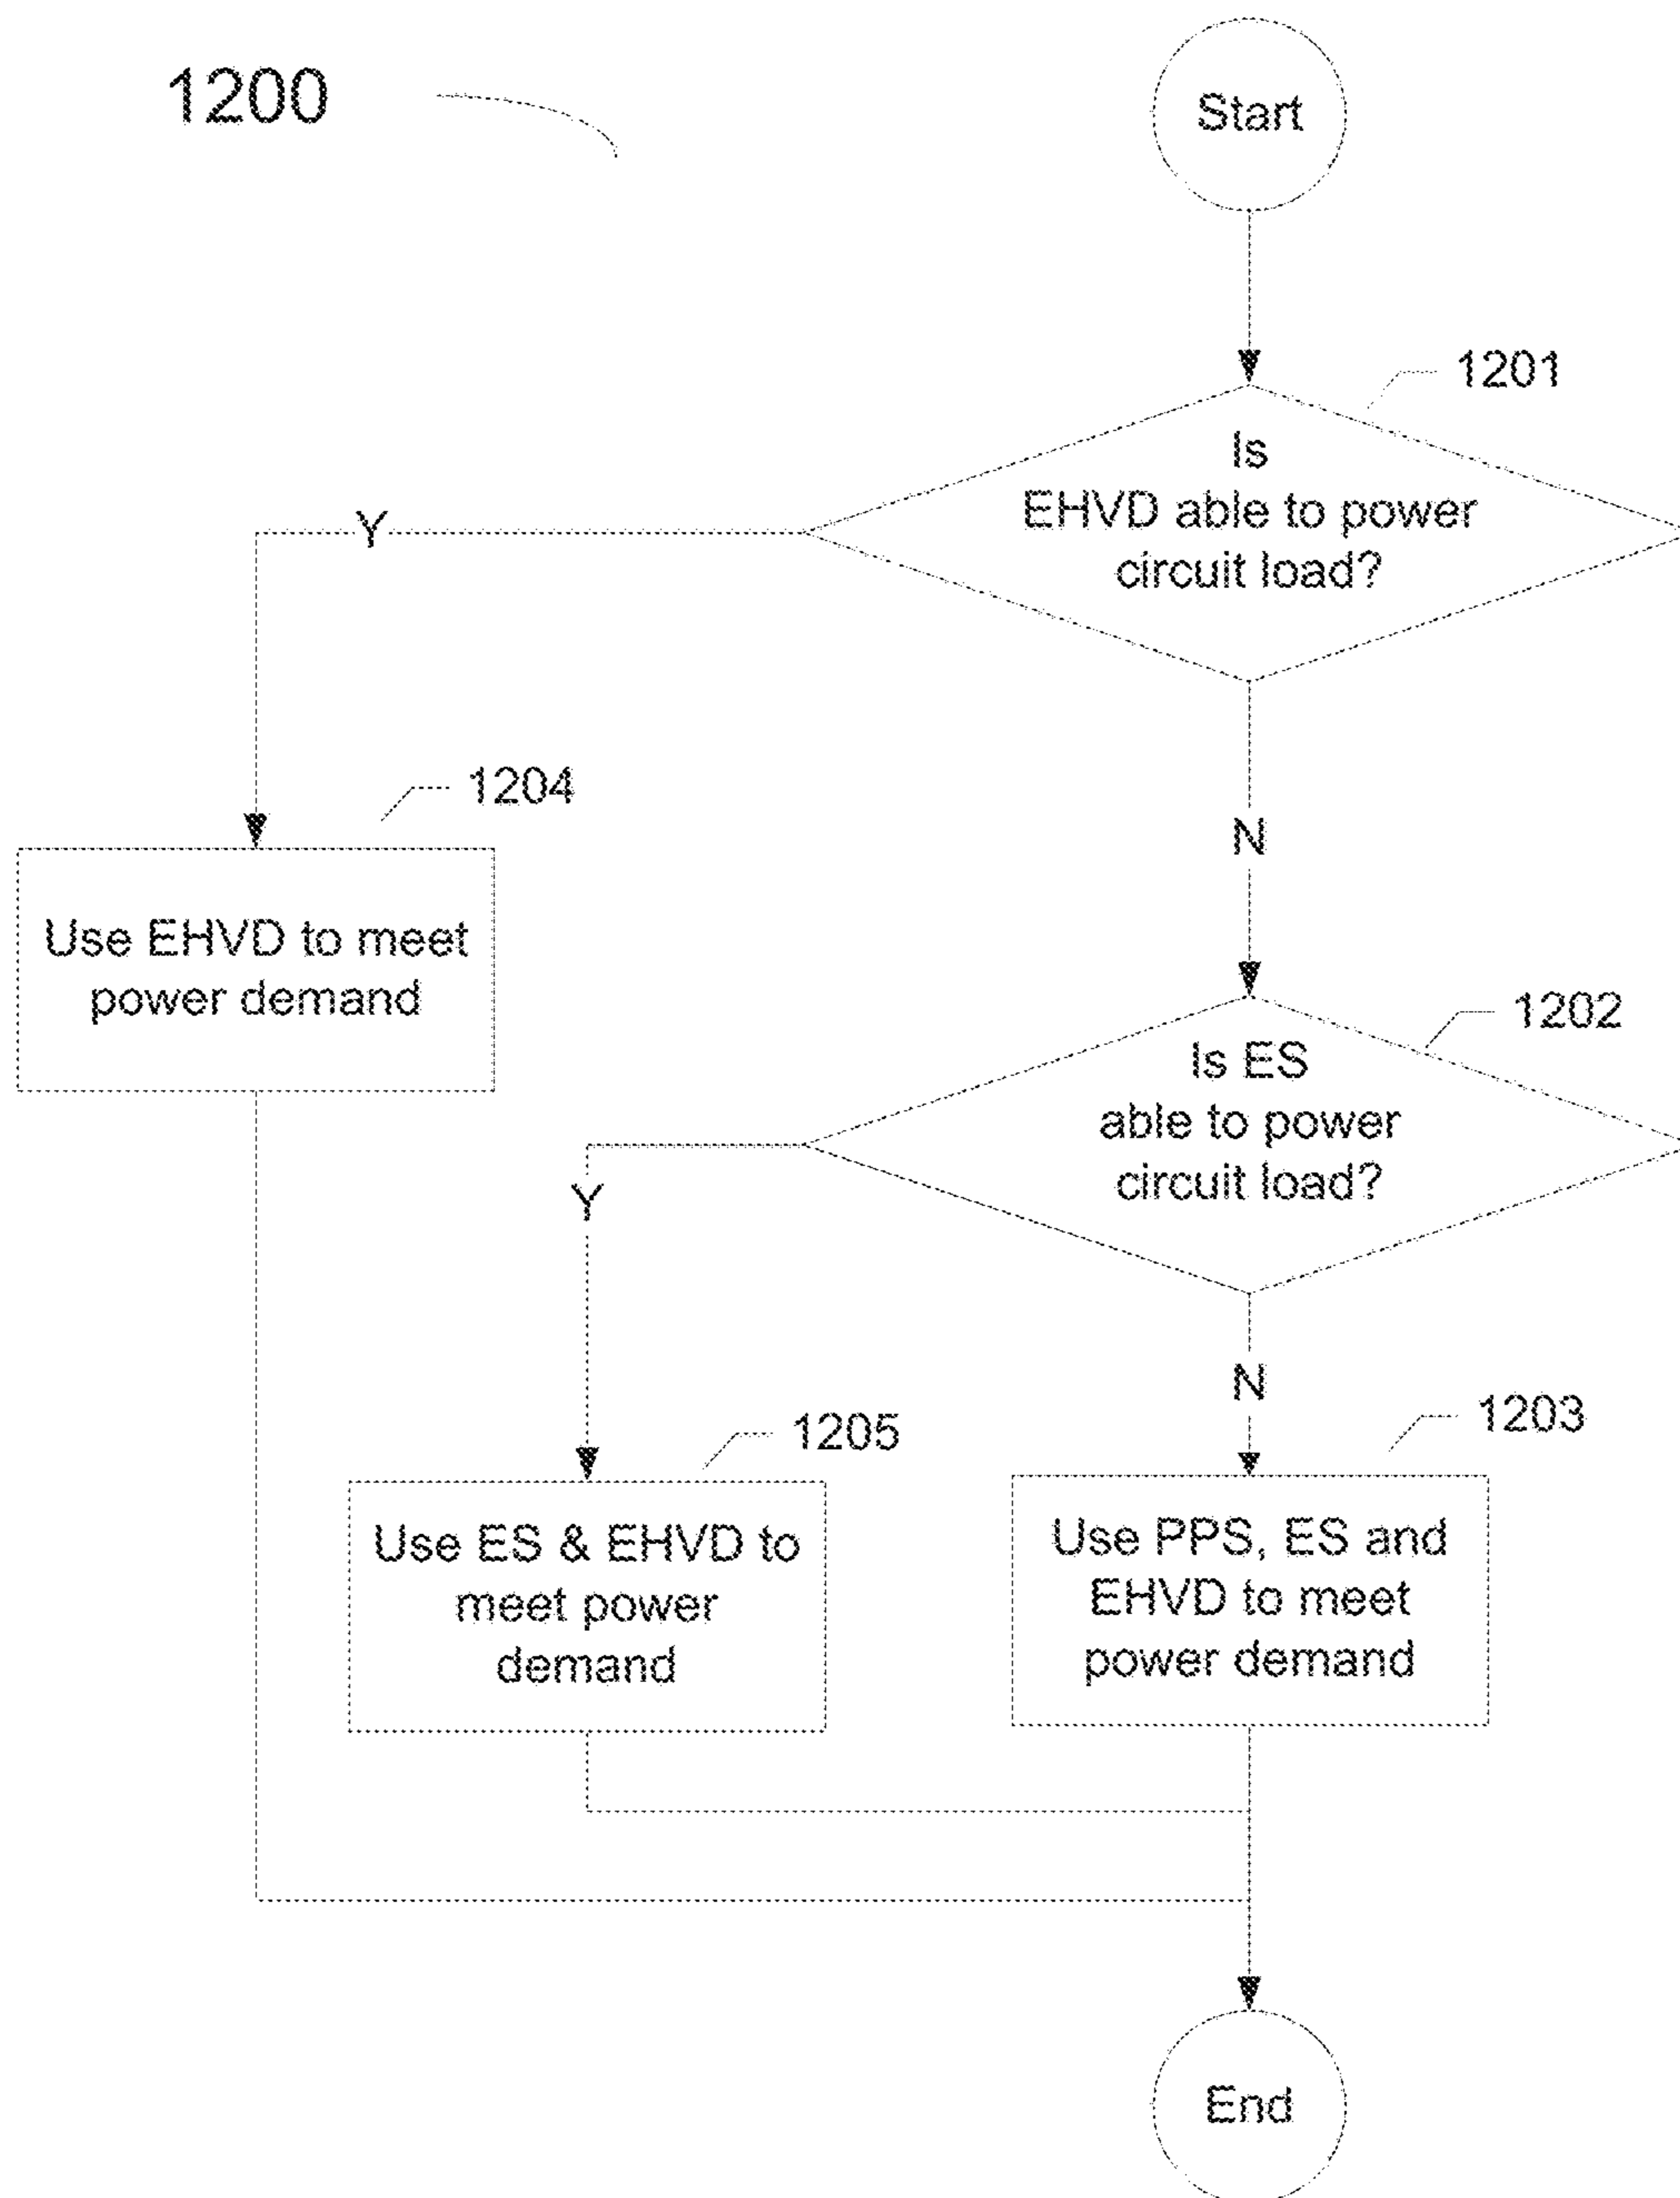 1200
Start
1201
Is
EHVD able to power
circuit load?
Y
N
1204
Use EHVD to meet
power demand
1202
Is ES
able to power
circuit load?
Y
N
1205
Use ES & EHVD to
meet power
demand
1203
Use PPS, ES and
EHVD to meet
power demand
End